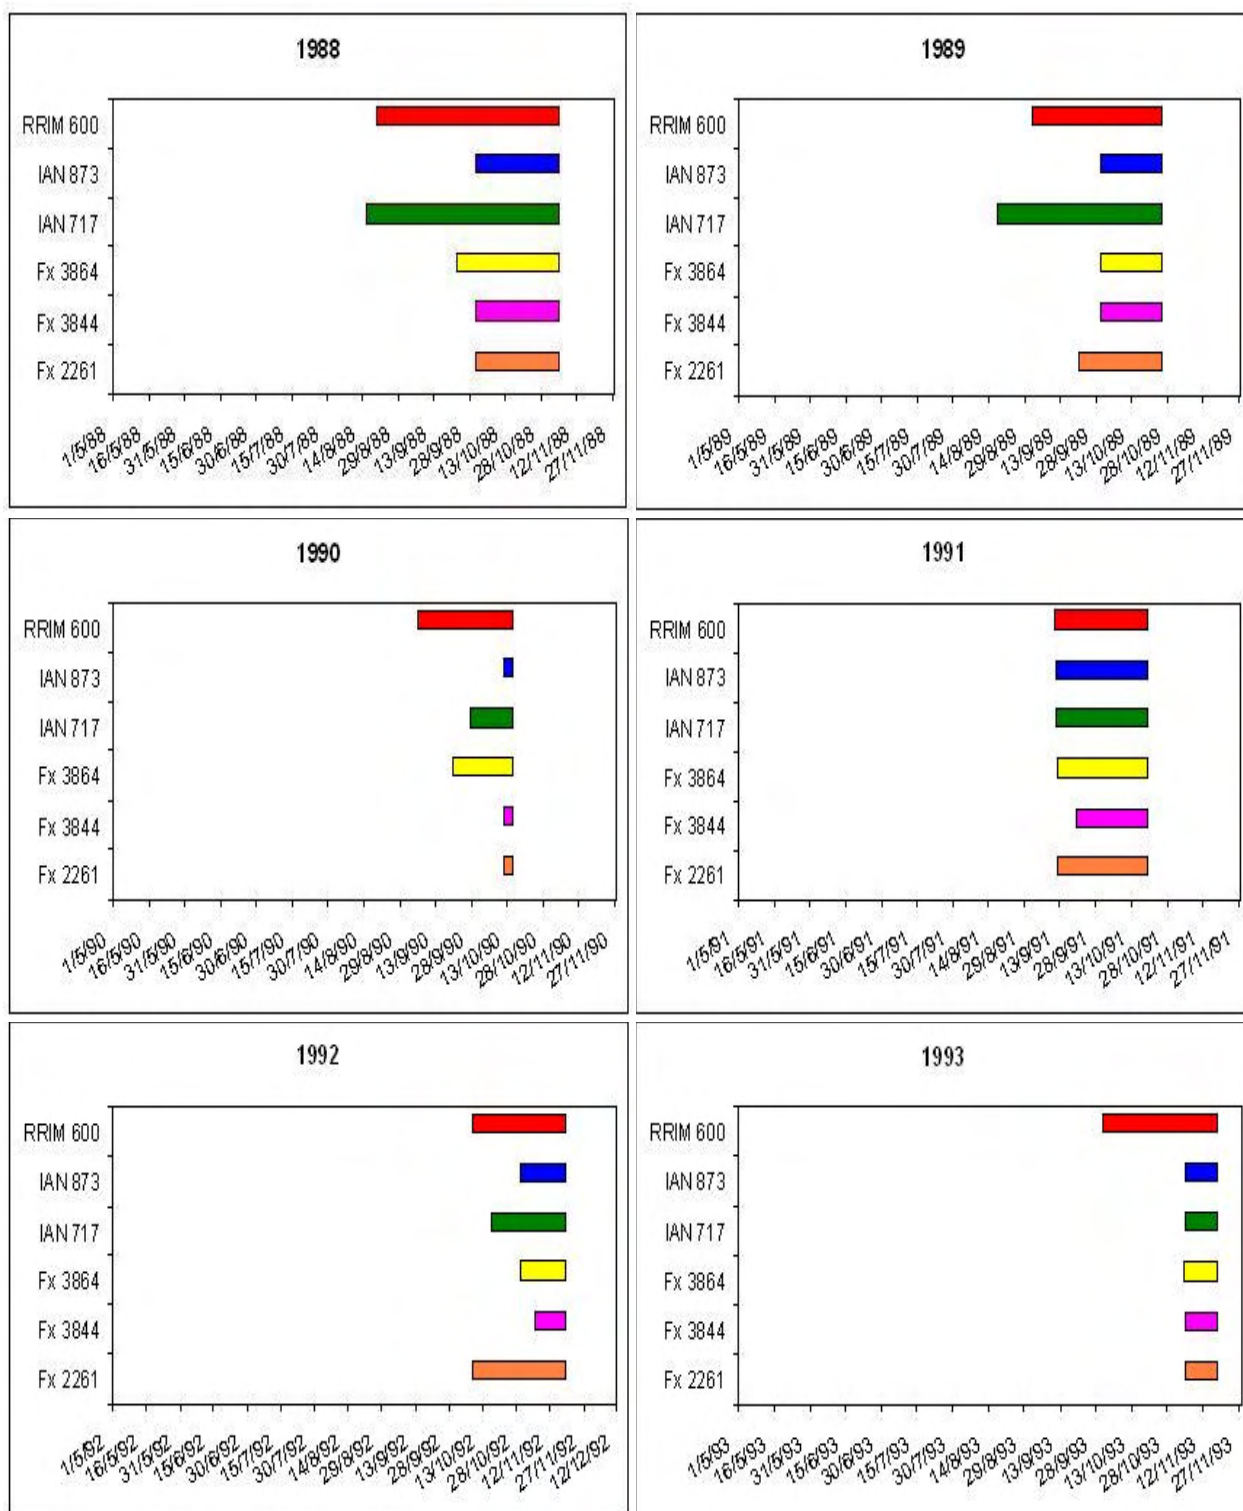 1988
RRIM 600
IAN 873
IAN 717
Fx 3864
Fx 3844
Fx 2261
1/5/88 16/5/88 31/5/88 15/6/88 30/6/88 15/7/88 30/7/88 14/8/88 29/8/88 13/9/88 28/9/88 13/10/88 28/10/88 12/11/88 27/11/88
1989
RRIM 600
IAN 873
IAN 717
Fx 3864
Fx 3844
Fx 2261
1/5/89 16/5/89 31/5/89 15/6/89 30/6/89 15/7/89 30/7/89 14/8/89 29/8/89 13/9/89 28/9/89 13/10/89 28/10/89 12/11/89 27/11/89
1990
RRIM 600
IAN 873
IAN 717
Fx 3864
Fx 3844
Fx 2261
1/5/90 16/5/90 31/5/90 15/6/90 30/6/90 15/7/90 30/7/90 14/8/90 29/8/90 13/9/90 28/9/90 13/10/90 28/10/90 12/11/90 27/11/90
1991
RRIM 600
IAN 873
IAN 717
Fx 3864
Fx 3844
Fx 2261
1/5/91 16/5/91 31/5/91 15/6/91 30/6/91 15/7/91 30/7/91 14/8/91 29/8/91 13/9/91 28/9/91 13/10/91 28/10/91 12/11/91 27/11/91
1992
RRIM 600
IAN 873
IAN 717
Fx 3864
Fx 3844
Fx 2261
1/5/92 16/5/92 31/5/92 15/6/92 30/6/92 15/7/92 30/7/92 14/8/92 29/8/92 13/9/92 28/9/92 13/10/92 28/10/92 12/11/92 27/11/92 12/12/92
1993
RRIM 600
IAN 873
IAN 717
Fx 3864
Fx 3844
Fx 2261
1/5/93 16/5/93 31/5/93 15/6/93 30/6/93 15/7/93 30/7/93 14/8/93 29/8/93 13/9/93 28/9/93 13/10/93 28/10/93 12/11/93 27/11/93